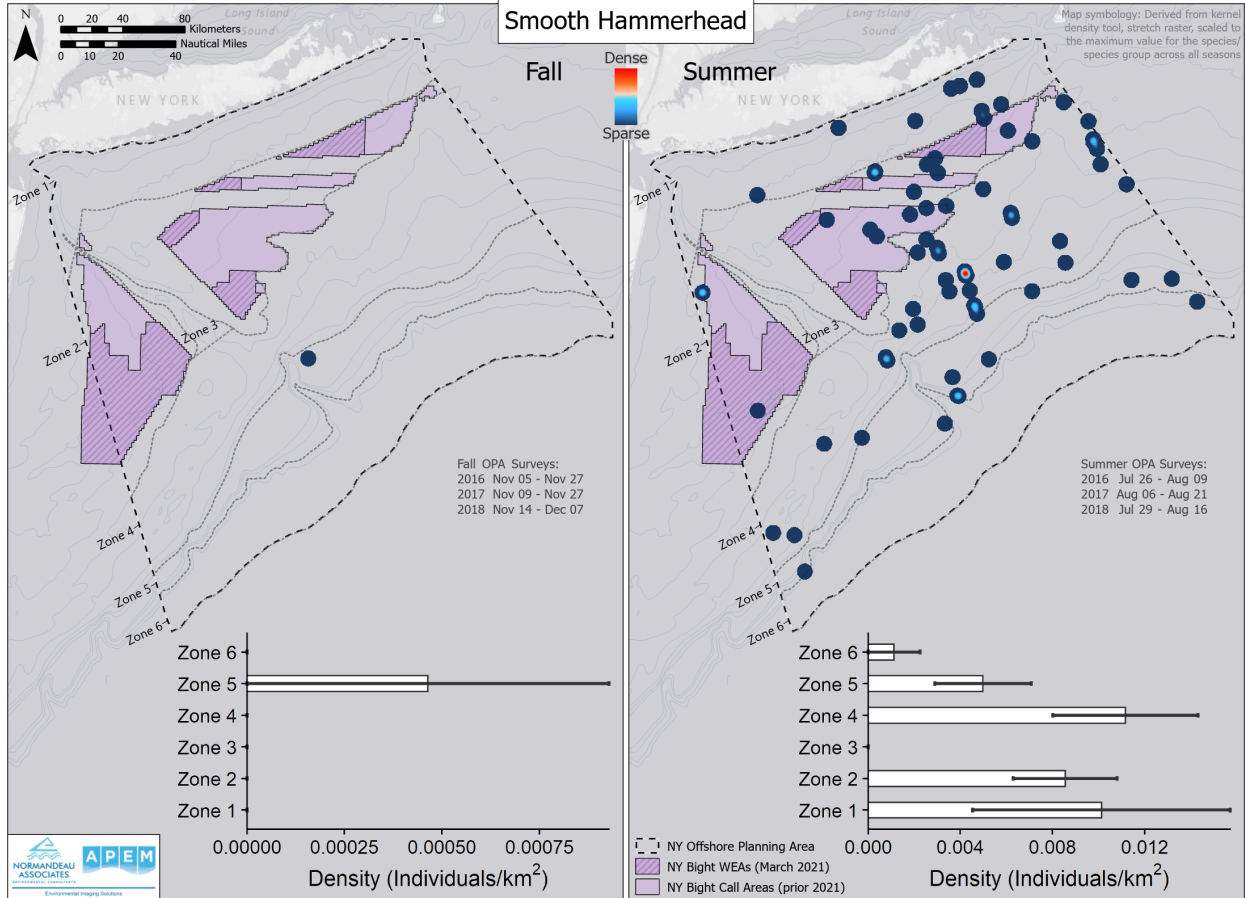 Smooth Hammerhead
N
0 20 40 80
Kilometers
Nautical Miles
0 10 20 40
Long Island
Sound
NEW YORK
Fall
Dense
Sparse
Zone 1
Zone 2
Zone 3
Zone 4
Zone 5
Zone 6
Fall OPA Surveys:
2016 Nov 05 - Nov 27
2017 Nov 09 - Nov 27
2018 Nov 14 - Dec 07
Zone 6
Zone 5
Zone 4
Zone 3
Zone 2
Zone 1
0.00000 0.00025 0.00050 0.00075
Density (Individuals/km²)
NORMANDEAU
ASSOCIATES
ENVIRONMENTAL CONSULTANTS
APEM
Environmental Imaging Solutions
Summer
Long Island
Sound
Map symbology: Derived from kernel
density tool, stretch raster, scaled to
the maximum value for the species/
species group across all seasons
NEW YORK
Zone 1
Zone 2
Zone 3
Zone 4
Zone 5
Zone 6
Summer OPA Surveys:
2016 Jul 26 - Aug 09
2017 Aug 06 - Aug 21
2018 Jul 29 - Aug 16
Zone 6
Zone 5
Zone 4
Zone 3
Zone 2
Zone 1
0.000 0.004 0.008 0.012
Density (Individuals/km²)
NY Offshore Planning Area
NY Bight WEAs (March 2021)
NY Bight Call Areas (prior 2021)